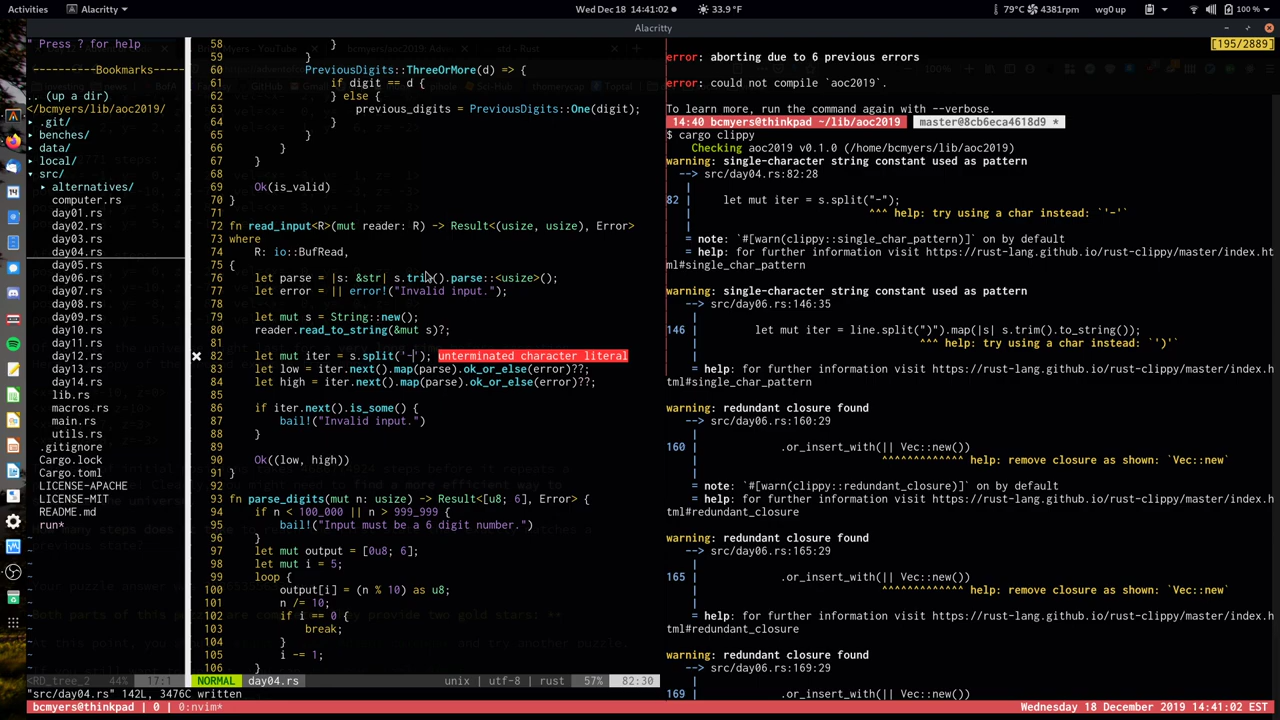 Activities
Alacritty
Wed Dec 18 14:41:02
33.9 °F
79°C
4381rpm
wg0 up
100 %
Alacritty
" Press ? for help
----------Bookmarks----------
.. (up a dir)
</bcmyers/lib/aoc2019/
▸ .git/
▸ benches/
▸ data/
▸ local/
▾ src/
▸ alternatives/
computer.rs
day01.rs
day02.rs
day03.rs
day04.rs
day05.rs
day06.rs
day07.rs
day08.rs
day09.rs
day10.rs
day11.rs
day12.rs
day13.rs
day14.rs
lib.rs
macros.rs
main.rs
utils.rs
.gitignore
Cargo.lock
Cargo.toml
LICENSE-APACHE
LICENSE-MIT
README.md
run*
~
~
~
~
~
~
~
~
~
~
~
<RD_tree_2 44% 17:1
58 }
59 }
60 PreviousDigits::ThreeOrMore(d) => {
61 if digit == d {
62 } else {
63 previous_digits = PreviousDigits::One(digit);
64 }
65 }
66 }
67 }
68
69 Ok(is_valid)
70 }
71
72 fn read_input<R>(mut reader: R) -> Result<(usize, usize), Error>
73 where
74 R: io::BufRead,
75 {
76 let parse = |s: &str| s.trim().parse::<usize>();
77 let error = || error!("Invalid input.");
78
79 let mut s = String::new();
80 reader.read_to_string(&mut s)?;
81
82 let mut iter = s.split('-|'); unterminated character literal
83 let low = iter.next().map(parse).ok_or_else(error)??;
84 let high = iter.next().map(parse).ok_or_else(error)??;
85
86 if iter.next().is_some() {
87 bail!("Invalid input.")
88 }
89
90 Ok((low, high))
91 }
92
93 fn parse_digits(mut n: usize) -> Result<[u8; 6], Error> {
94 if n < 100_000 || n > 999_999 {
95 bail!("Input must be a 6 digit number.")
96 }
97 let mut output = [0u8; 6];
98 let mut i = 5;
99 loop {
100 output[i] = (n % 10) as u8;
101 n /= 10;
102 if i == 0 {
103 break;
104 }
105 i -= 1;
106 }
NORMAL day04.rs unix | utf-8 | rust 57% 82:30
"src/day04.rs" 142L, 3476C written
[195/2889]
error: aborting due to 6 previous errors
error: could not compile `aoc2019`.
To learn more, run the command again with --verbose.
14:40 bcmyers@thinkpad ~/lib/aoc2019 master@8cb6eca4618d9 *
$ cargo clippy
Checking aoc2019 v0.1.0 (/home/bcmyers/lib/aoc2019)
warning: single-character string constant used as pattern
--> src/day04.rs:82:28
|
82 | let mut iter = s.split("-");
| ^^^ help: try using a char instead: `'-'`
|
= note: `#[warn(clippy::single_char_pattern)]` on by default
= help: for further information visit https://rust-lang.github.io/rust-clippy/master/index.h
tml#single_char_pattern
warning: single-character string constant used as pattern
--> src/day06.rs:146:35
|
146 | let mut iter = line.split(")").map(|s| s.trim().to_string());
| ^^^ help: try using a char instead: `')'`
|
= help: for further information visit https://rust-lang.github.io/rust-clippy/master/index.h
tml#single_char_pattern
warning: redundant closure found
--> src/day06.rs:160:29
|
160 | .or_insert_with(|| Vec::new())
| ^^^^^^^^^^^^^ help: remove closure as shown: `Vec::new`
|
= note: `#[warn(clippy::redundant_closure)]` on by default
= help: for further information visit https://rust-lang.github.io/rust-clippy/master/index.h
tml#redundant_closure
warning: redundant closure found
--> src/day06.rs:165:29
|
165 | .or_insert_with(|| Vec::new())
| ^^^^^^^^^^^^^ help: remove closure as shown: `Vec::new`
|
= help: for further information visit https://rust-lang.github.io/rust-clippy/master/index.h
tml#redundant_closure
warning: redundant closure found
--> src/day06.rs:169:29
|
169 | .or_insert_with(|| Vec::new())
bcmyers@thinkpad | 0 | 0:nvim*
Wednesday 18 December 2019 14:41:02 EST